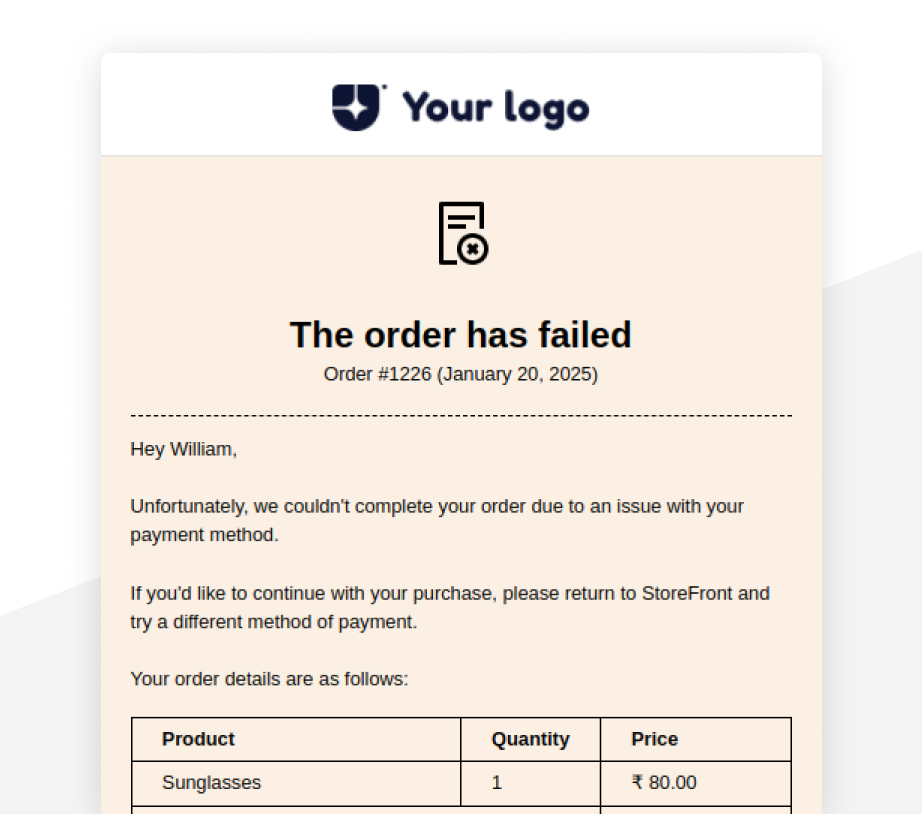 Your logo
The order has failed
Order #1226 (January 20, 2025)
Hey William,
Unfortunately, we couldn't complete your order due to an issue with your
payment method.
If you'd like to continue with your purchase, please return to StoreFront and
try a different method of payment.
Your order details are as follows:
Product Quantity Price
Sunglasses 1 ₹ 80.00